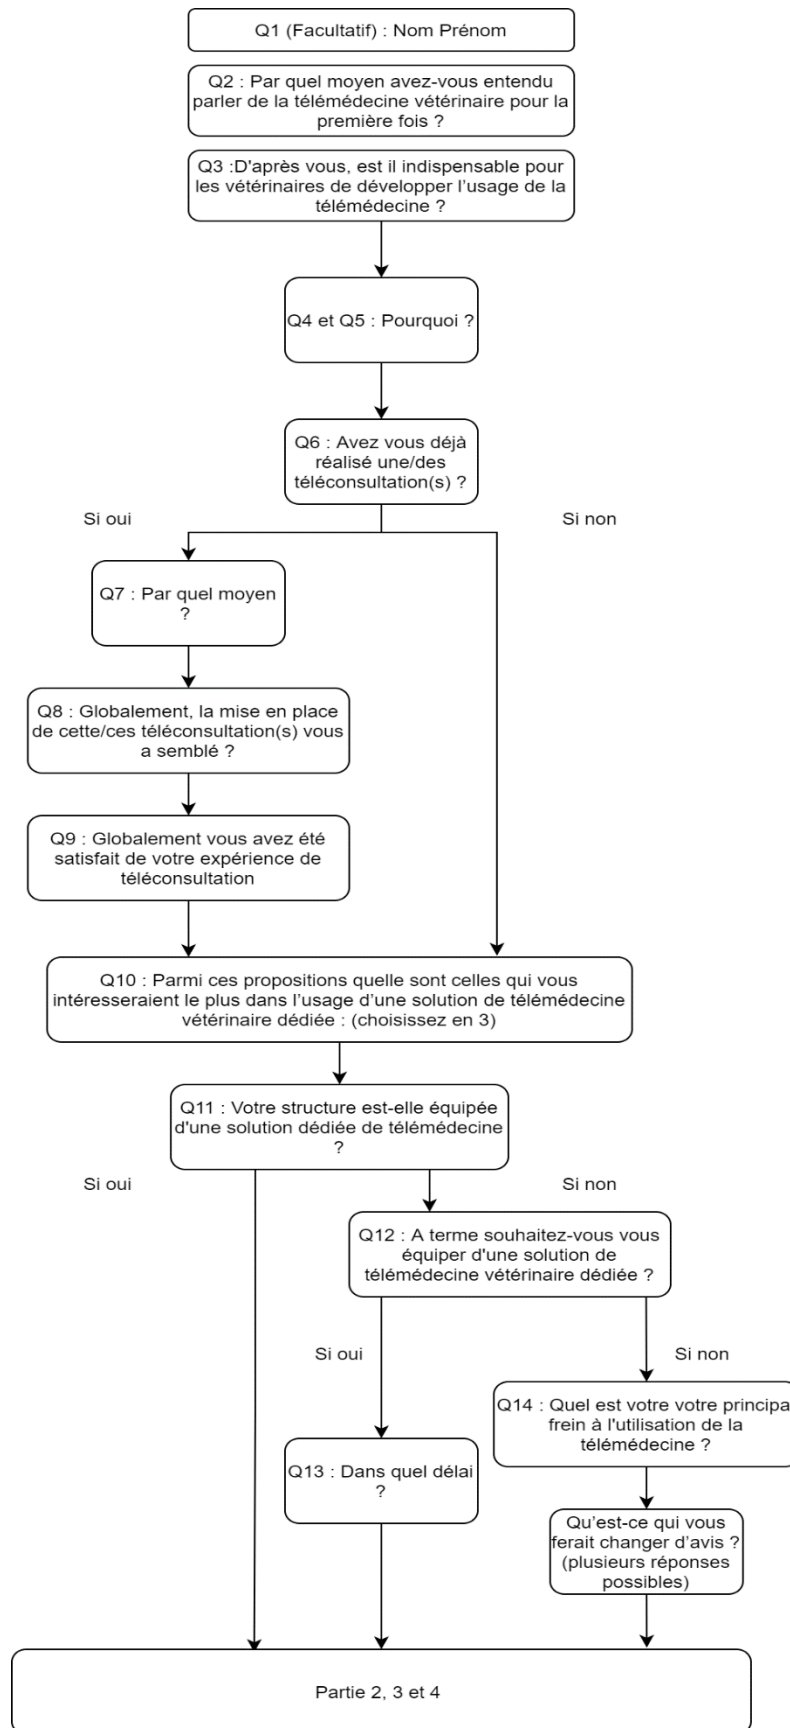 Q1 (Facultatif) : Nom Prénom
Q2 : Par quel moyen avez-vous entendu
parler de la télémédecine vétérinaire pour la
première fois ?
Q3 :D'après vous, est il indispensable pour
les vétérinaires de développer l’usage de la
télémédecine ?
Q4 et Q5 : Pourquoi ?
Q6 : Avez vous déjà
réalisé une/des
téléconsultation(s) ?
Si oui
Si non
Q7 : Par quel moyen
?
Q8 : Globalement, la mise en place
de cette/ces téléconsultation(s) vous
a semblé ?
Q9 : Globalement vous avez été
satisfait de votre expérience de
téléconsultation
Q10 : Parmi ces propositions quelle sont celles qui vous
intéresseraient le plus dans l’usage d’une solution de télémédecine
vétérinaire dédiée : (choisissez en 3)
Q11 : Votre structure est-elle équipée
d'une solution dédiée de télémédecine
?
Si oui
Si non
Q12 : A terme souhaitez-vous vous
équiper d'une solution de
télémédecine vétérinaire dédiée ?
Si oui
Si non
Q14 : Quel est votre votre principa
frein à l'utilisation de la
télémédecine ?
Q13 : Dans quel délai
?
Qu’est-ce qui vous
ferait changer d’avis ?
(plusieurs réponses
possibles)
Partie 2, 3 et 4